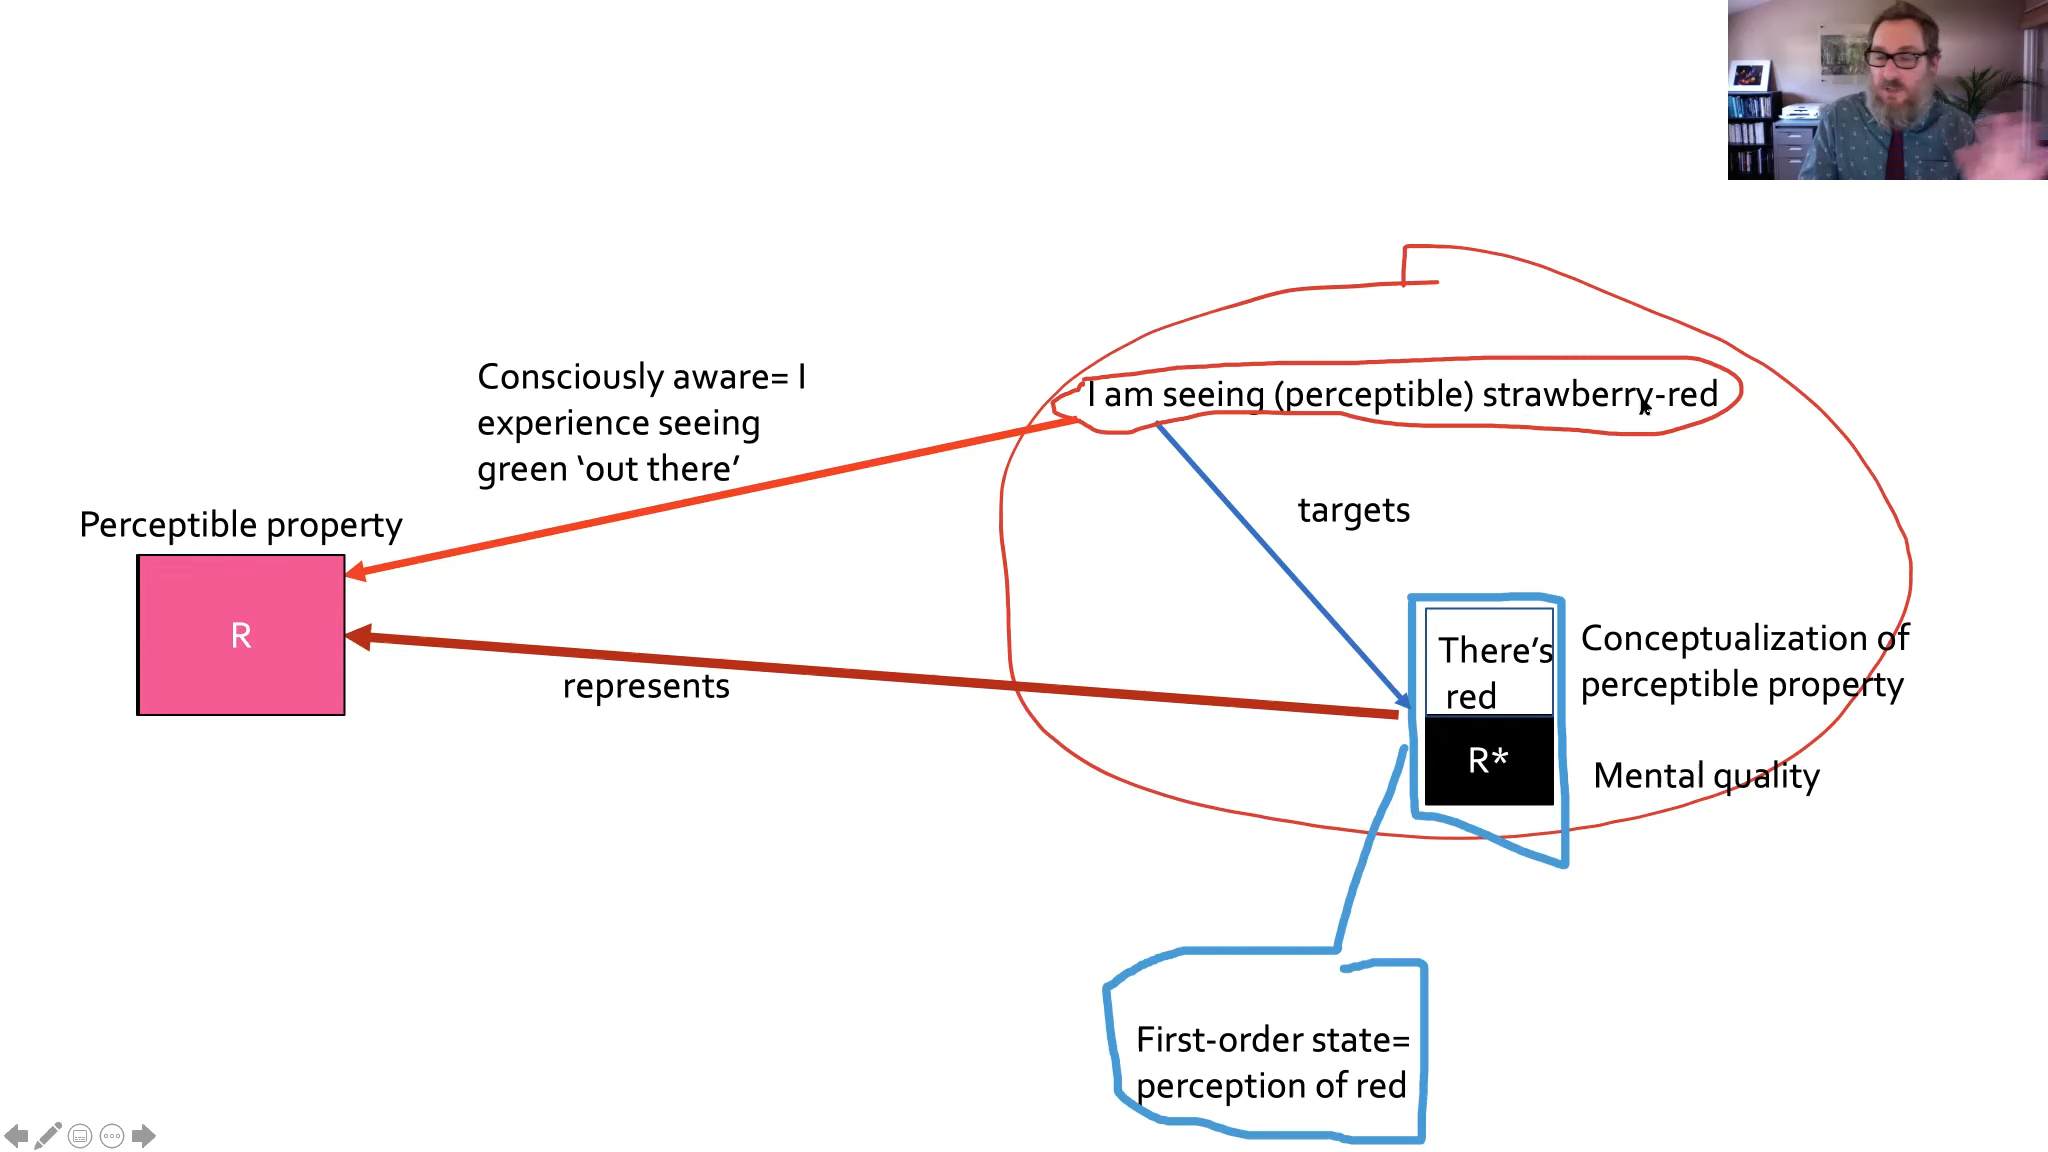 I am seeing (perceptible) strawberry-red
Consciously aware= I
experience seeing
green ‘out there’
targets
Perceptible property
R
represents
There’s
red
R*
Conceptualization of
perceptible property
Mental quality
First-order state=
perception of red